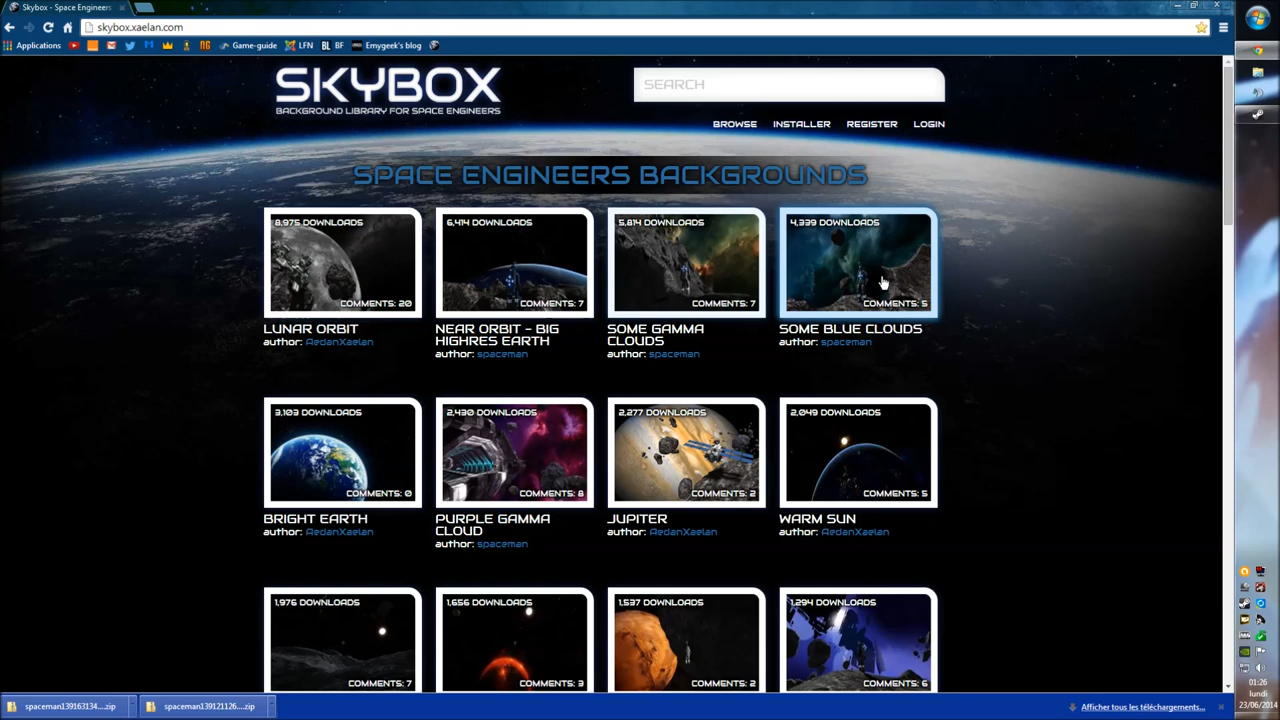 Skybox - Space Engineers
skybox.xaelan.com
Applications
Game-guide
LFN
BF
Emygeek's blog
SKYBOX
BACKGROUND LIBRARY FOR SPACE ENGINEERS
SEARCH
BROWSE INSTALLER REGISTER LOGIN
SPACE ENGINEERS BACKGROUNDS
8,975 DOWNLOADS
COMMENTS: 20
LUNAR ORBIT
author: AedanXaelan
6,414 DOWNLOADS
COMMENTS: 7
NEAR ORBIT - BIG
HIGHRES EARTH
author: spaceman
5,814 DOWNLOADS
COMMENTS: 7
SOME GAMMA
CLOUDS
author: spaceman
4,339 DOWNLOADS
COMMENTS: 5
SOME BLUE CLOUDS
author: spaceman
3,103 DOWNLOADS
COMMENTS: 0
BRIGHT EARTH
author: AedanXaelan
2,430 DOWNLOADS
COMMENTS: 8
PURPLE GAMMA
CLOUD
author: spaceman
2,277 DOWNLOADS
COMMENTS: 2
JUPITER
author: AedanXaelan
2,049 DOWNLOADS
COMMENTS: 5
WARM SUN
author: AedanXaelan
1,976 DOWNLOADS
COMMENTS: 7
1,656 DOWNLOADS
COMMENTS: 3
1,537 DOWNLOADS
COMMENTS: 2
1,294 DOWNLOADS
COMMENTS: 6
spaceman139163134....zip
spaceman139121126....zip
Afficher tous les téléchargements...
01:26
lundi
23/06/2014